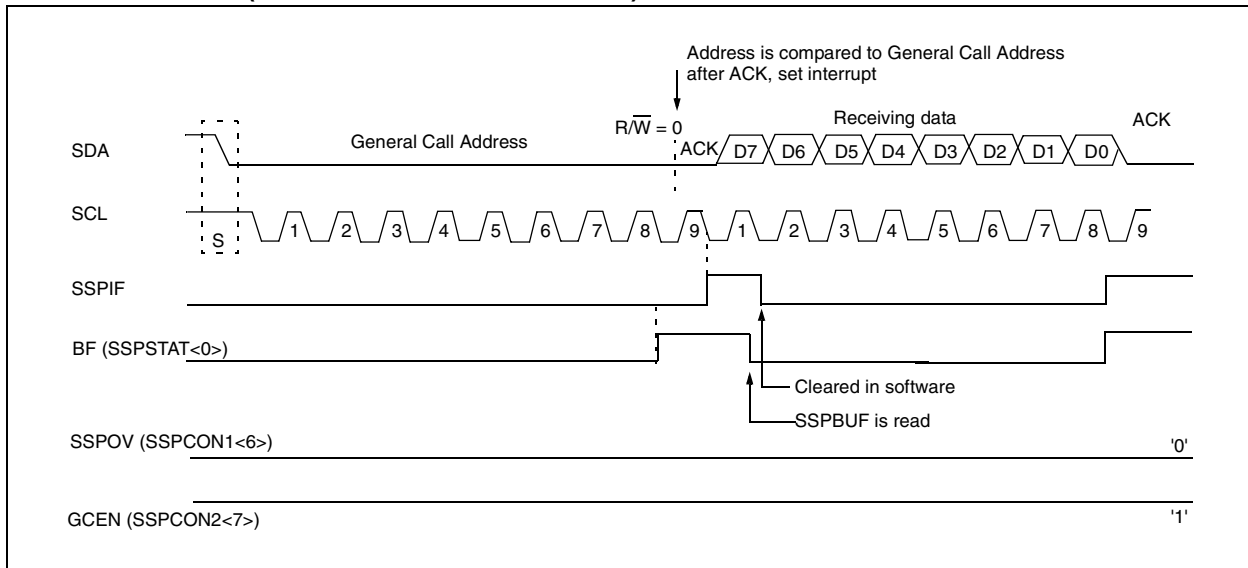 Address is compared to General Call Address
after ACK, set interrupt
R/W̅ = 0
Receiving data
ACK
General Call Address
ACK
SDA
D7 D6 D5 D4 D3 D2 D1 D0
SCL
S
1 2 3 4 5 6 7 8 9 1 2 3 4 5 6 7 8 9
SSPIF
BF (SSPSTAT<0>)
Cleared in software
SSPBUF is read
SSPOV (SSPCON1<6>)
'0'
GCEN (SSPCON2<7>)
'1'